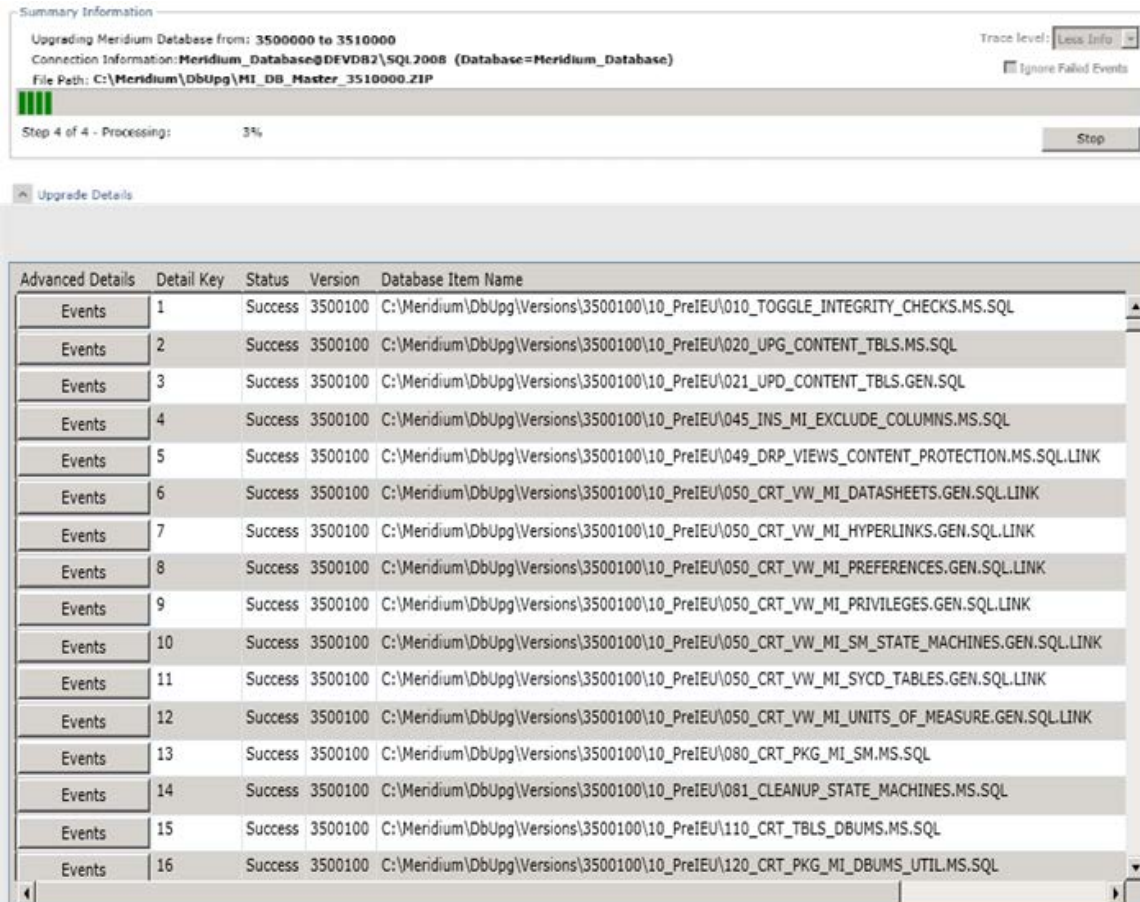 Summary Information
Upgrading Meridium Database from: 3500000 to 3510000
Trace level: Less Info
Connection Information:Meridium_Database@DEVDB2\SQL2008 (Database=Meridium_Database)
Ignore Failed Events
File Path: C:\Meridium\DbUpg\MI_DB_Master_3510000.ZIP
Step 4 of 4 - Processing: 3%
Stop
Upgrade Details
Advanced Details Detail Key Status Version Database Item Name
Events 1 Success 3500100 C:\Meridium\DbUpg\Versions\3500100\10_PreIEU\010_TOGGLE_INTEGRITY_CHECKS.MS.SQL
Events 2 Success 3500100 C:\Meridium\DbUpg\Versions\3500100\10_PreIEU\020_UPG_CONTENT_TBLS.MS.SQL
Events 3 Success 3500100 C:\Meridium\DbUpg\Versions\3500100\10_PreIEU\021_UPD_CONTENT_TBLS.GEN.SQL
Events 4 Success 3500100 C:\Meridium\DbUpg\Versions\3500100\10_PreIEU\045_INS_MI_EXCLUDE_COLUMNS.MS.SQL
Events 5 Success 3500100 C:\Meridium\DbUpg\Versions\3500100\10_PreIEU\049_DRP_VIEWS_CONTENT_PROTECTION.MS.SQL.LINK
Events 6 Success 3500100 C:\Meridium\DbUpg\Versions\3500100\10_PreIEU\050_CRT_VW_MI_DATASHEETS.GEN.SQL.LINK
Events 7 Success 3500100 C:\Meridium\DbUpg\Versions\3500100\10_PreIEU\050_CRT_VW_MI_HYPERLINKS.GEN.SQL.LINK
Events 8 Success 3500100 C:\Meridium\DbUpg\Versions\3500100\10_PreIEU\050_CRT_VW_MI_PREFERENCES.GEN.SQL.LINK
Events 9 Success 3500100 C:\Meridium\DbUpg\Versions\3500100\10_PreIEU\050_CRT_VW_MI_PRIVILEGES.GEN.SQL.LINK
Events 10 Success 3500100 C:\Meridium\DbUpg\Versions\3500100\10_PreIEU\050_CRT_VW_MI_SM_STATE_MACHINES.GEN.SQL.LINK
Events 11 Success 3500100 C:\Meridium\DbUpg\Versions\3500100\10_PreIEU\050_CRT_VW_MI_SYCD_TABLES.GEN.SQL.LINK
Events 12 Success 3500100 C:\Meridium\DbUpg\Versions\3500100\10_PreIEU\050_CRT_VW_MI_UNITS_OF_MEASURE.GEN.SQL.LINK
Events 13 Success 3500100 C:\Meridium\DbUpg\Versions\3500100\10_PreIEU\080_CRT_PKG_MI_SM.MS.SQL
Events 14 Success 3500100 C:\Meridium\DbUpg\Versions\3500100\10_PreIEU\081_CLEANUP_STATE_MACHINES.MS.SQL
Events 15 Success 3500100 C:\Meridium\DbUpg\Versions\3500100\10_PreIEU\110_CRT_TBLS_DBUMS.MS.SQL
Events 16 Success 3500100 C:\Meridium\DbUpg\Versions\3500100\10_PreIEU\120_CRT_PKG_MI_DBUMS_UTIL.MS.SQL